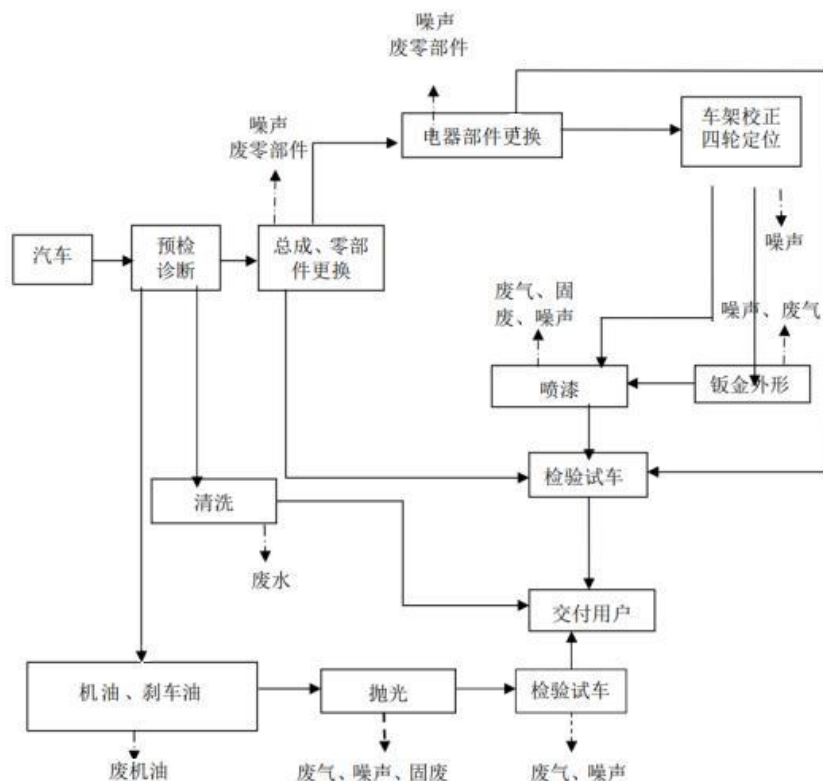 噪声
废零部件
噪声
废零部件
电器部件更换
车架校正
四轮定位
汽车
预检
诊断
总成、零部
件更换
噪声
废气、固
废、噪声
噪声、废气
喷漆
钣金外形
检验试车
清洗
废水
交付用户
机油、刹车油
抛光
检验试车
废机油
废气、噪声、固废
废气、噪声